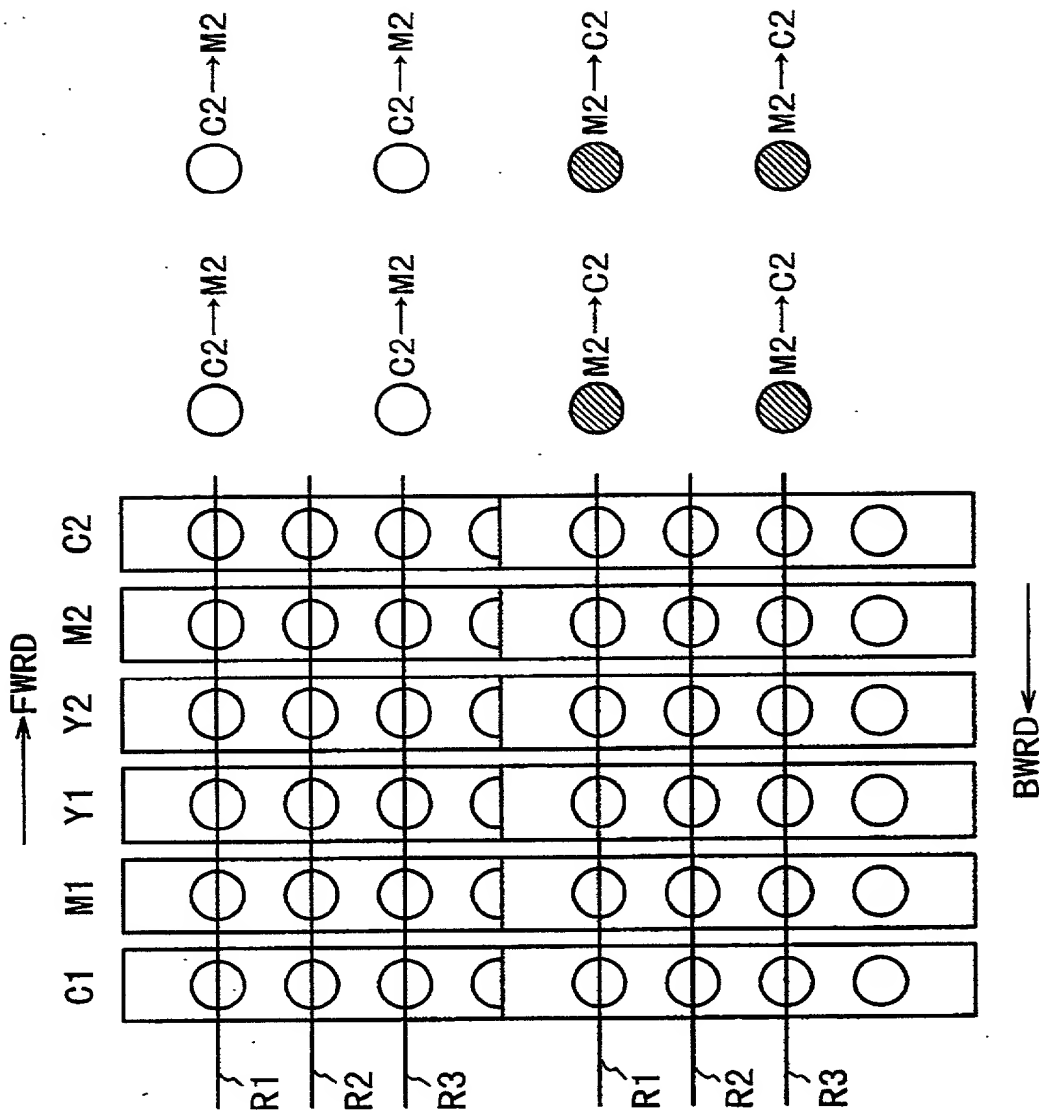 →FWRD
C1 M1 Y1 Y2 M2 C2
R1 C2→M2 C2→M2
R2
R3 C2→M2 C2→M2
R1 M2→C2 M2→C2
R2
R3 M2→C2 M2→C2
BWRD←